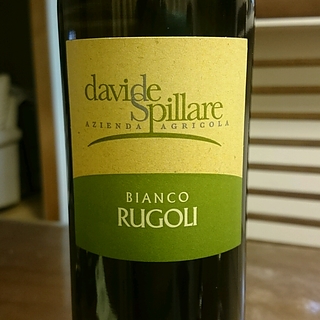 davide
Spillare
AZIENDA AGRICOLA
BIANCO
RUGOLI